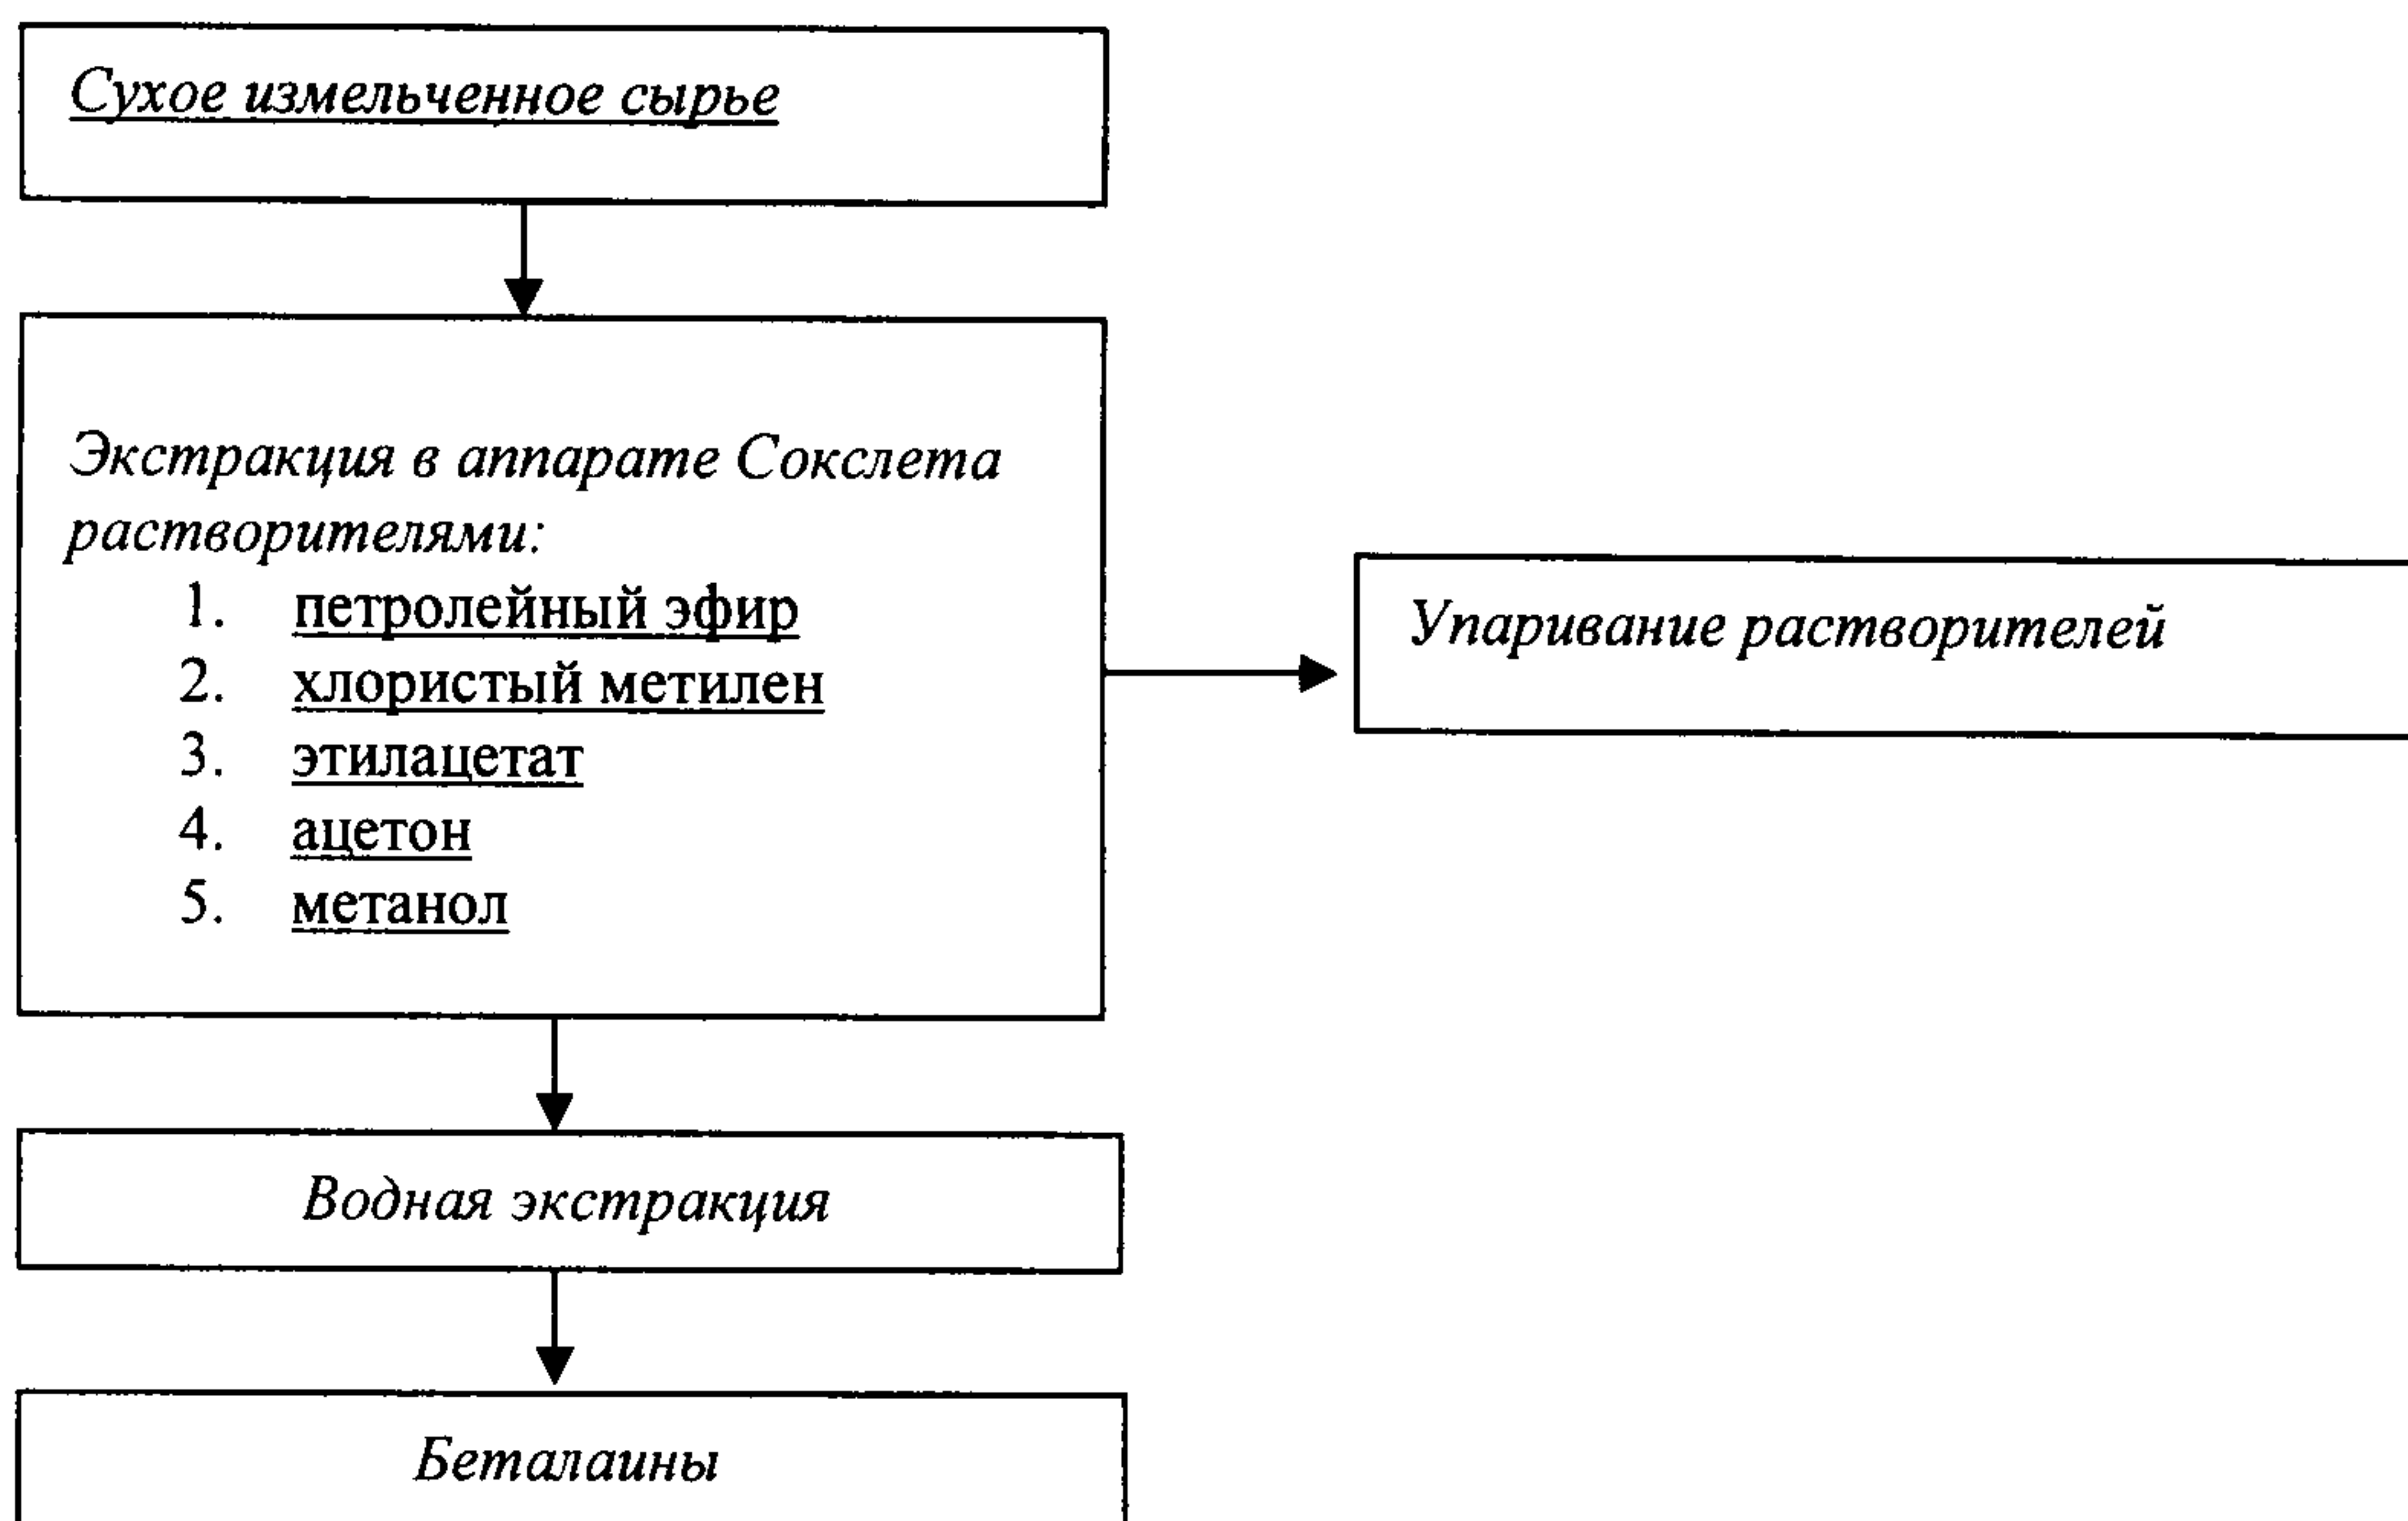 Сухое измельченное сырье
Экстракция в аппарате Сокслета
растворителями:
1. петролейный эфир
2. хлористый метилен
3. этилацетат
4. ацетон
5. метанол
Упаривание растворителей
Водная экстракция
Беталаины